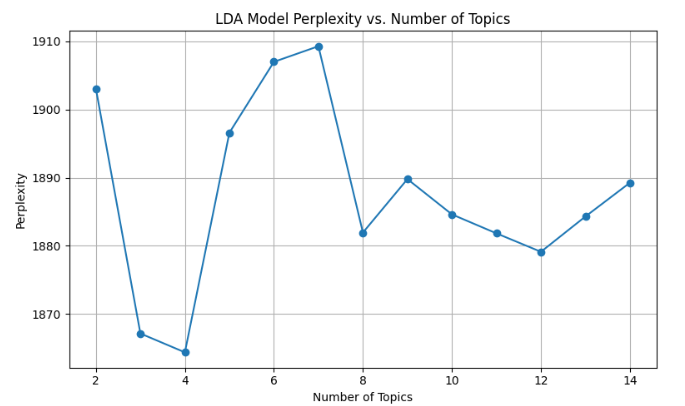 LDA Model Perplexity vs. Number of Topics
Perplexity
1910
1900
1890
1880
1870
2 4 6 8 10 12 14
Number of Topics